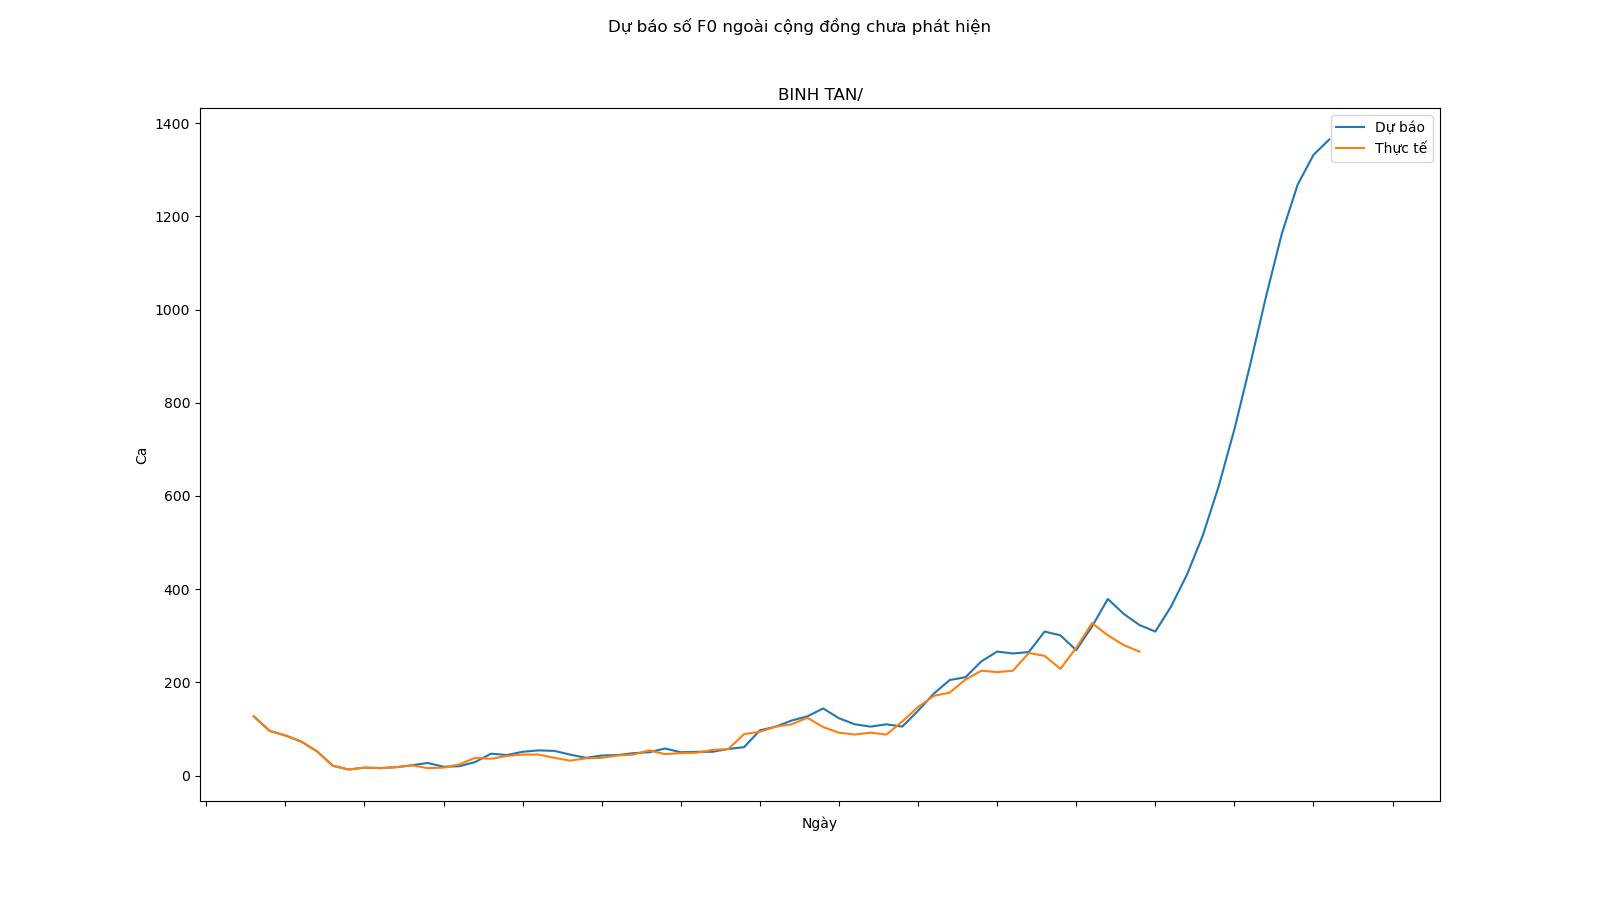 Dự báo số F0 ngoài cộng đồng chưa phát hiện
BINH TAN/
1400
1200
1000
800
600
400
200
0
Ca
Ngày
Dự báo
Thực tế